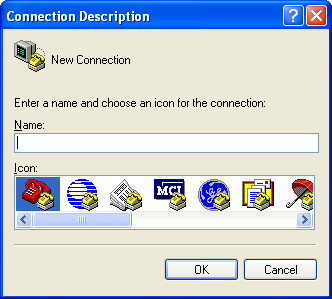 Connection Description
New Connection
Enter a name and choose an icon for the connection:
Name:
Icon:
MCI
OK
Cancel